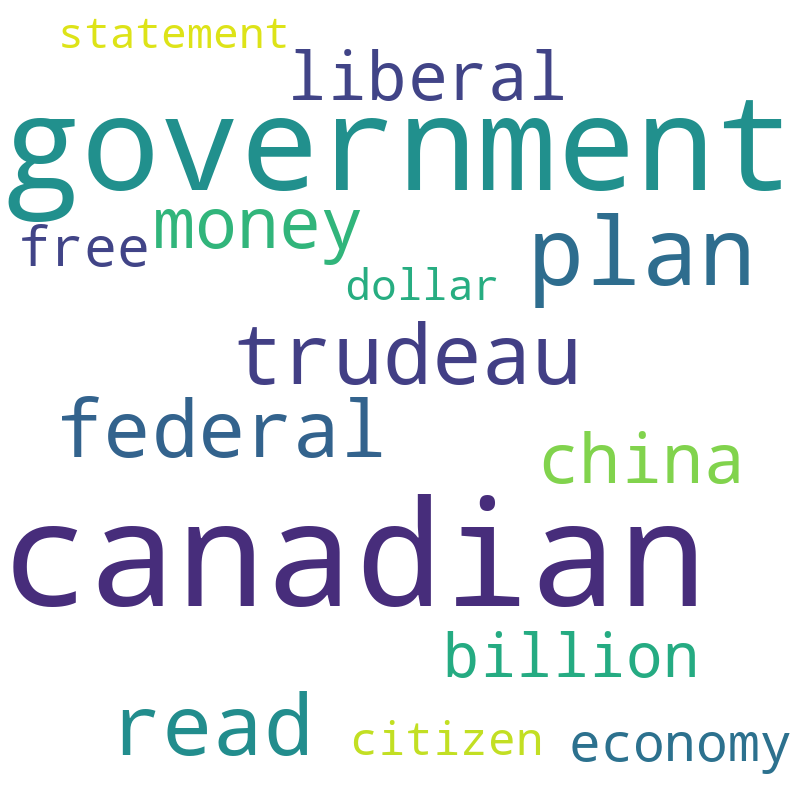 statement
liberal
government
money
free
plan
dollar
trudeau
federal
china
canadian
billion
read
citizen
economy